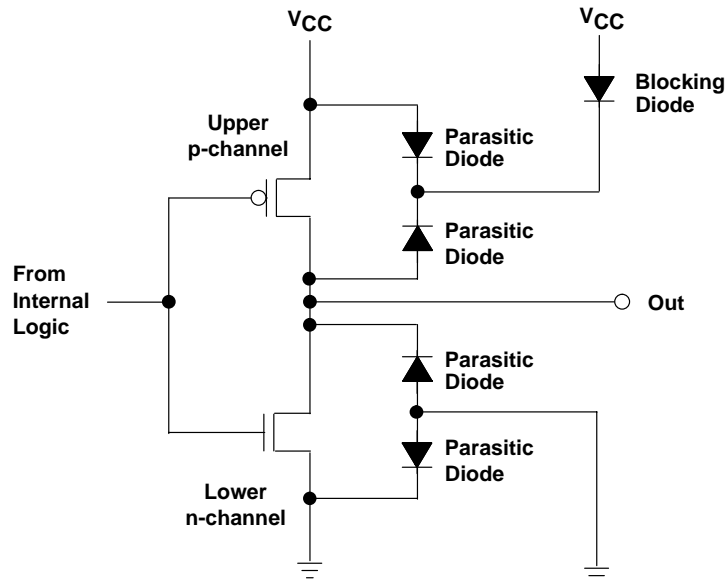 VCC
VCC
Blocking
Diode
Upper
p-channel
Parasitic
Diode
Parasitic
Diode
From
Internal
Logic
Out
Parasitic
Diode
Parasitic
Diode
Lower
n-channel